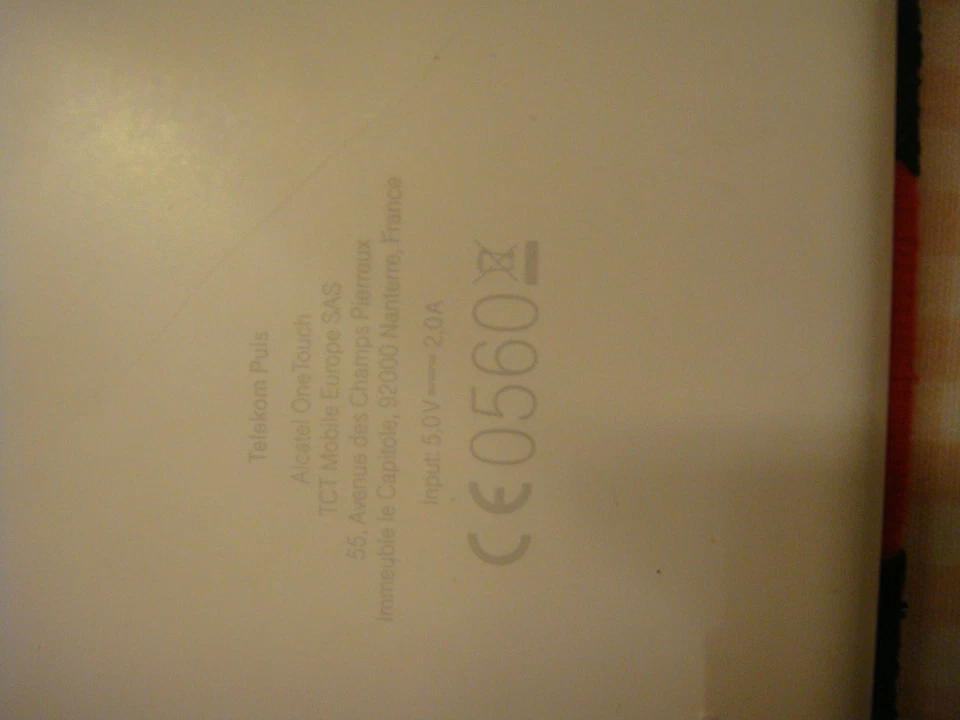 Telekom Puls
Alcatel OneTouch
TCT Mobile Europe SAS
55, Avenue des Champs Pierreux
Immeuble le Capitole, 92000 Nanterre, France
Input: 5.0V⎓2.0A
CE0560